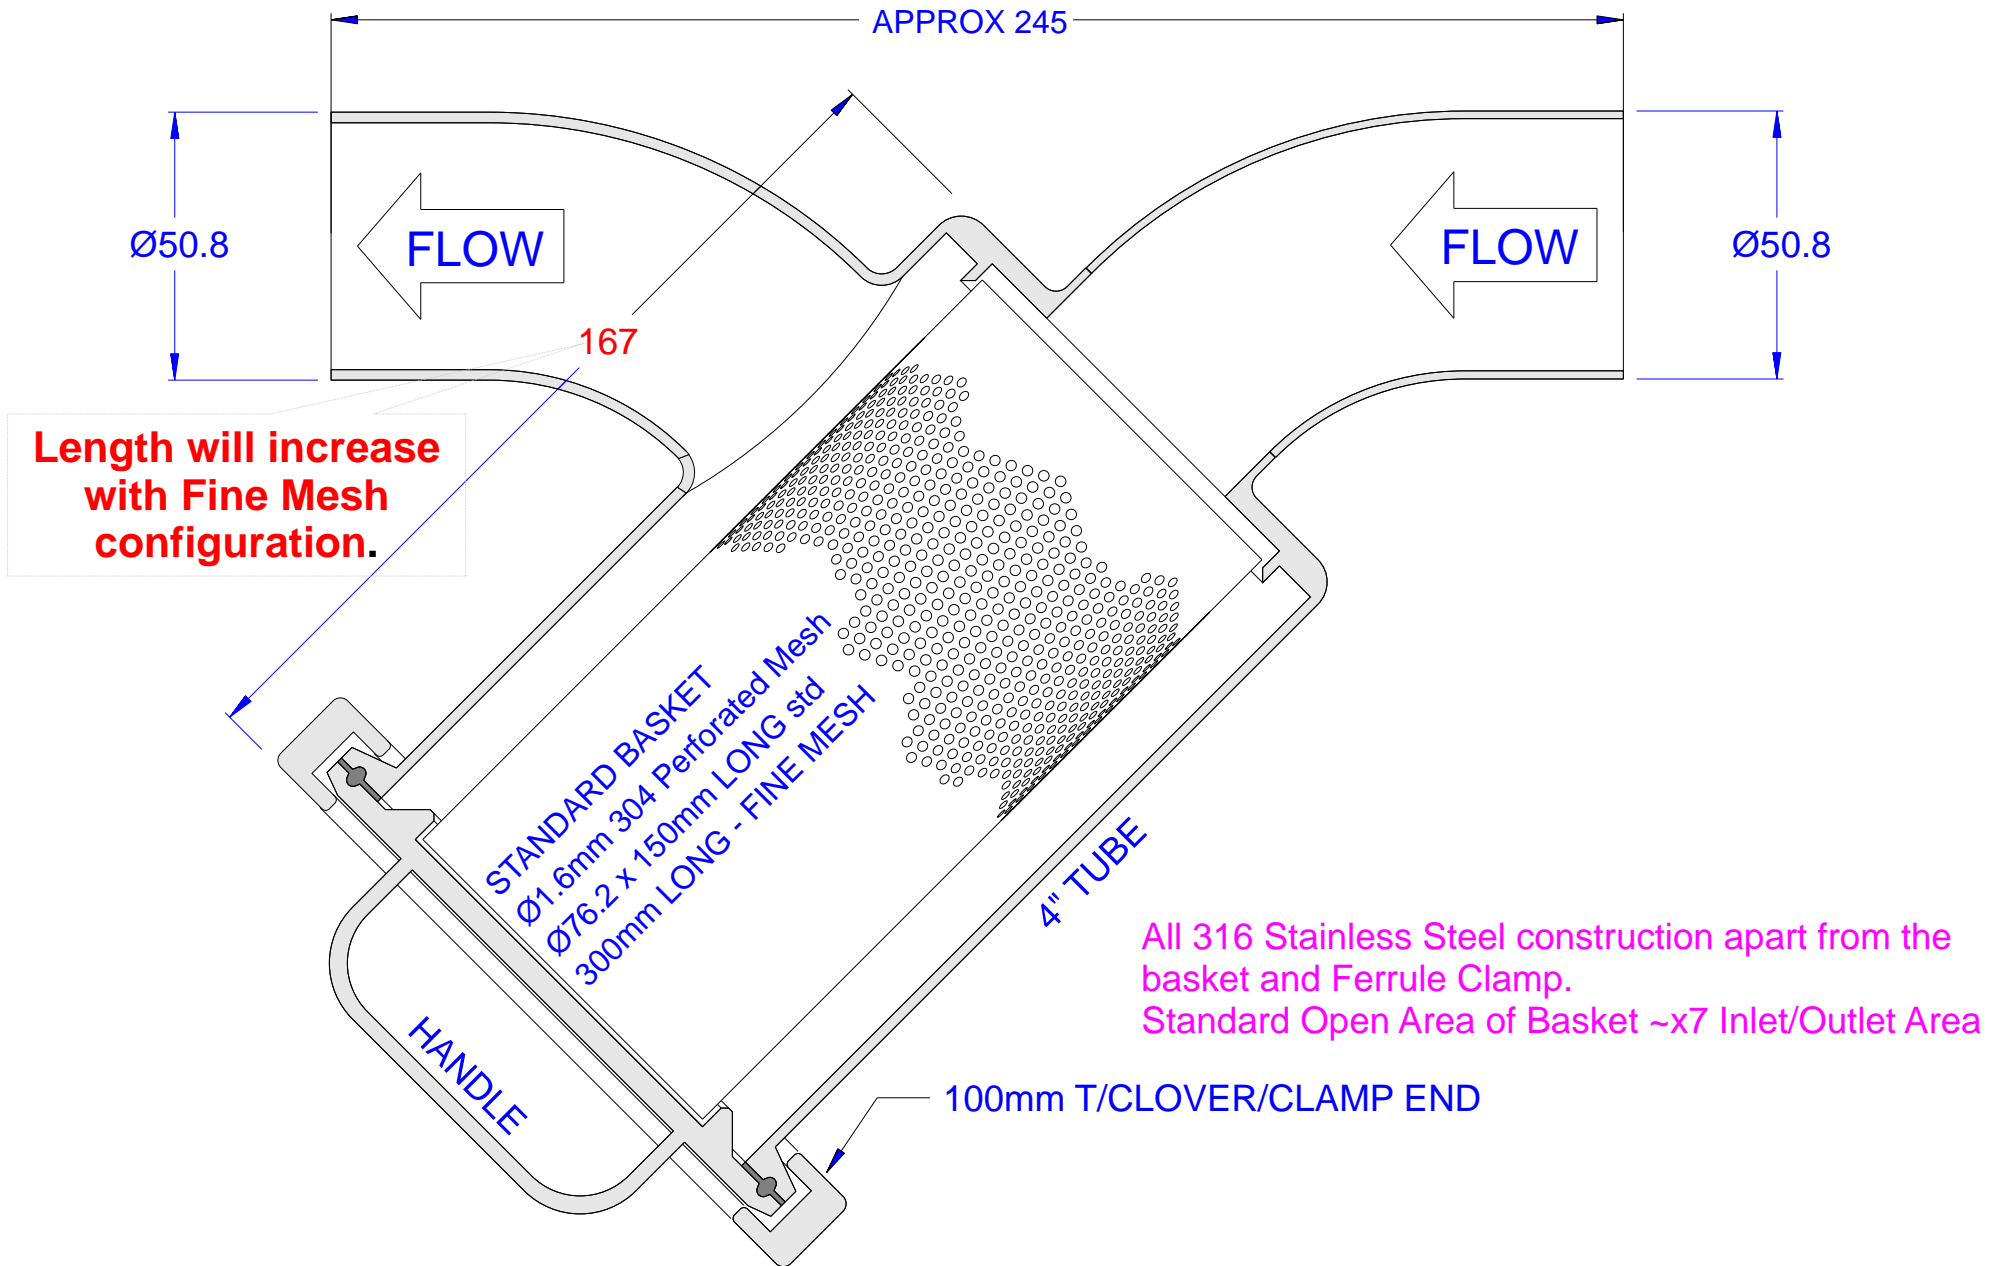 APPROX 245
Ø50.8
FLOW
FLOW
Ø50.8
167
Length will increase
with Fine Mesh
configuration.
STANDARD BASKET
Ø1.6mm 304 Perforated Mesh
Ø76.2 x 150mm LONG std
300mm LONG - FINE MESH
4" TUBE
All 316 Stainless Steel construction apart from the
basket and Ferrule Clamp.
Standard Open Area of Basket ~x7 Inlet/Outlet Area
HANDLE
100mm T/CLOVER/CLAMP END